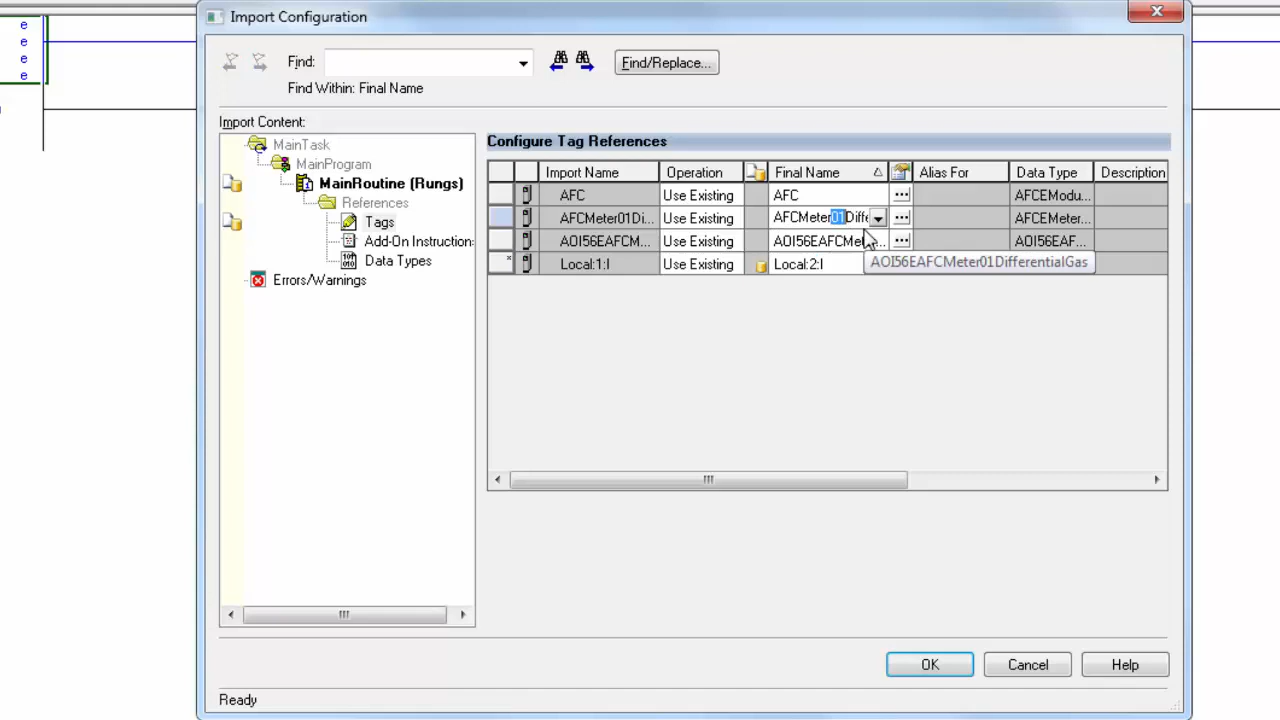 e
e
e
e
Import Configuration
Find:
Find/Replace...
Find Within: Final Name
Import Content:
MainTask
MainProgram
MainRoutine (Rungs)
References
Tags
Add-On Instruction:
Data Types
Errors/Warnings
Configure Tag References
Import Name Operation Final Name Alias For Data Type Description
AFC Use Existing AFC ... AFCEModu...
AFCMeter01Di... Use Existing AFCMeter01Diffe ... AFCEMeter...
AOI56EAFCM... Use Existing AOI56EAFCMe ... AOI56EAF...
* Local:1:I Use Existing Local:2:I
AOI56EAFCMeter01DifferentialGas
OK Cancel Help
Ready